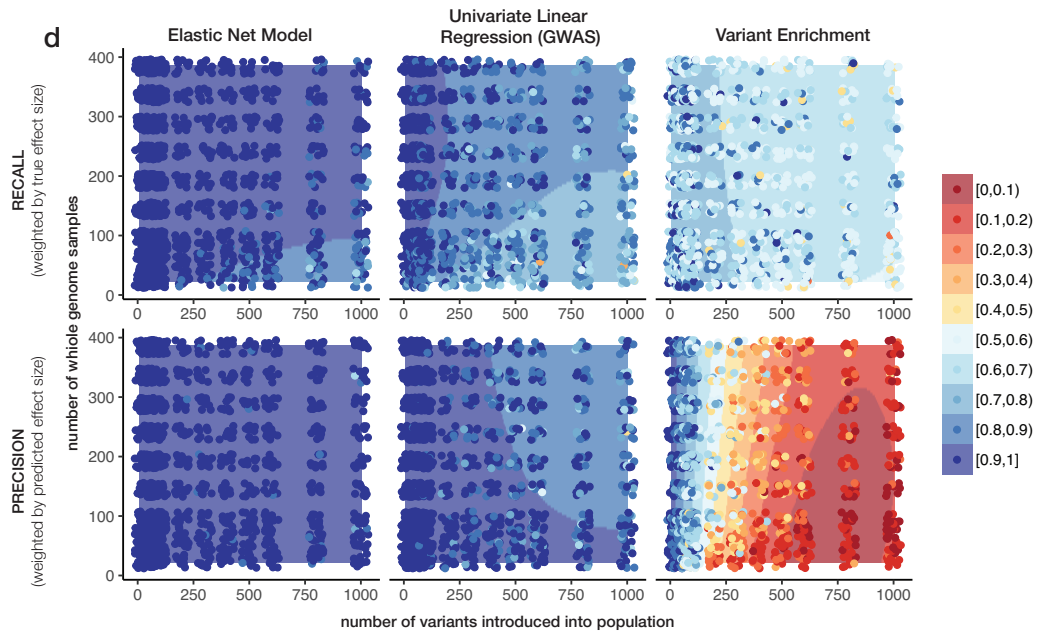 d
Elastic Net Model
Univariate Linear
Regression (GWAS)
Variant Enrichment
RECALL
(weighted by true effect size)
PRECISION
(weighted by predicted effect size)
number of whole genome samples
400
300
200
100
0
0 250 500 750 1000
0 250 500 750 1000
0 250 500 750 1000
400
300
200
100
0
0 250 500 750 1000
0 250 500 750 1000
0 250 500 750 1000
number of variants introduced into population
[0,0.1)
[0.1,0.2)
[0.2,0.3)
[0.3,0.4)
[0.4,0.5)
[0.5,0.6)
[0.6,0.7)
[0.7,0.8)
[0.8,0.9)
[0.9,1]